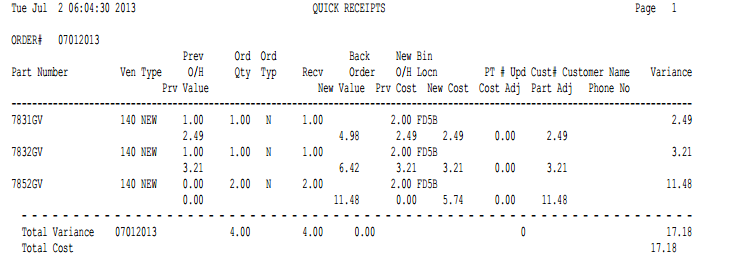 Tue Jul 2 06:04:30 2013 QUICK RECEIPTS Page 1
ORDER# 07012013
Prev Ord Ord Back New Bin
Part Number Ven Type O/H Qty Typ Recv Order O/H Locn PT # Upd Cust# Customer Name Variance
Prv Value New Value Prv Cost New Cost Cost Adj Part Adj Phone No
7831GV 140 NEW 1.00 1.00 N 1.00 2.00 FD5B 2.49
2.49 4.98 2.49 2.49 0.00 2.49
7832GV 140 NEW 1.00 1.00 N 1.00 2.00 FD5B 3.21
3.21 6.42 3.21 3.21 0.00 3.21
7852GV 140 NEW 0.00 2.00 N 2.00 2.00 FD5B 11.48
0.00 11.48 0.00 5.74 0.00 11.48
Total Variance 07012013 4.00 4.00 0.00 0 17.18
Total Cost 17.18